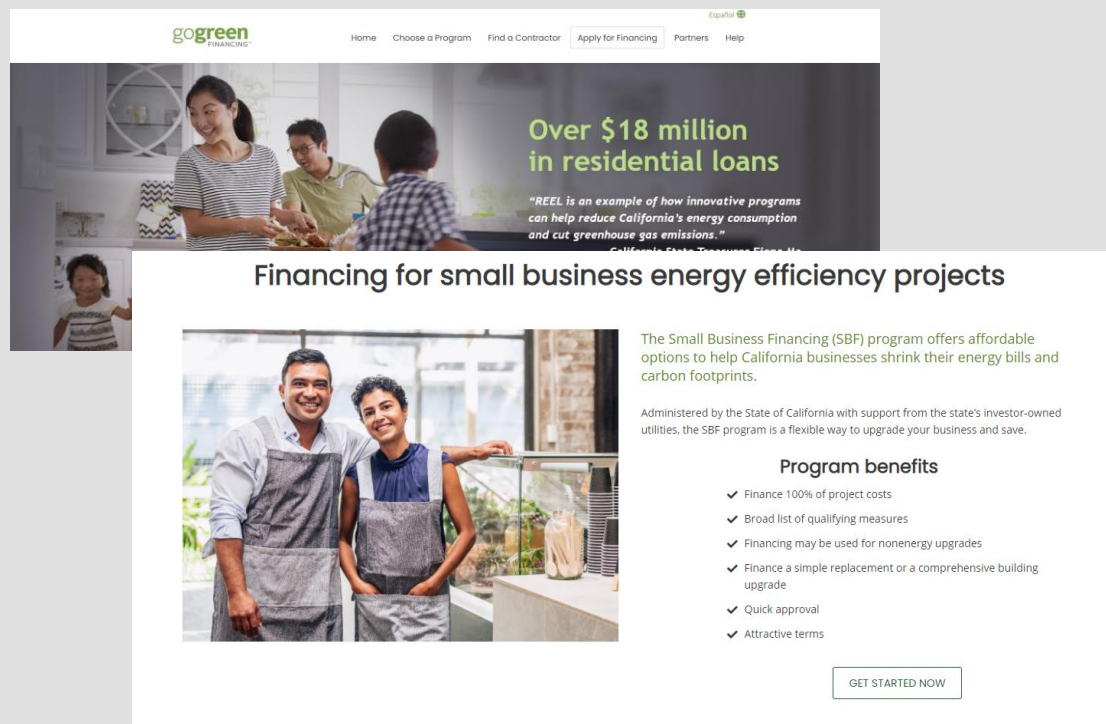 Español
gogreen
FINANCING
Home Choose a Program Find a Contractor Apply for Financing Partners Help
Over $18 million
in residential loans
“REEL is an example of how innovative programs
can help reduce California’s energy consumption
and cut greenhouse gas emissions.”
California State Treasurer Fiona Ma
Financing for small business energy efficiency projects
The Small Business Financing (SBF) program offers affordable
options to help California businesses shrink their energy bills and
carbon footprints.
Administered by the State of California with support from the state’s investor-owned
utilities, the SBF program is a flexible way to upgrade your business and save.
Program benefits
Finance 100% of project costs
Broad list of qualifying measures
Financing may be used for nonenergy upgrades
Finance a simple replacement or a comprehensive building
upgrade
Quick approval
Attractive terms
GET STARTED NOW